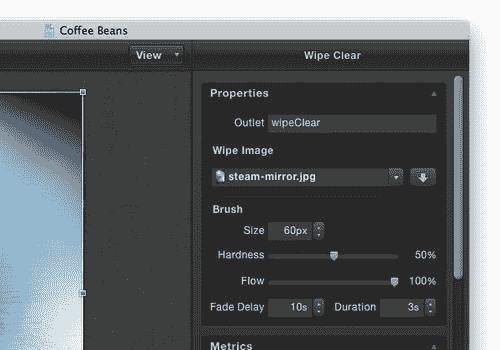 Coffee Beans
View
Wipe Clear
Properties
Outlet wipeClear
Wipe Image
steam-mirror.jpg
Brush
Size 60px
Hardness 50%
Flow 100%
Fade Delay 10s Duration 3s
Metrics